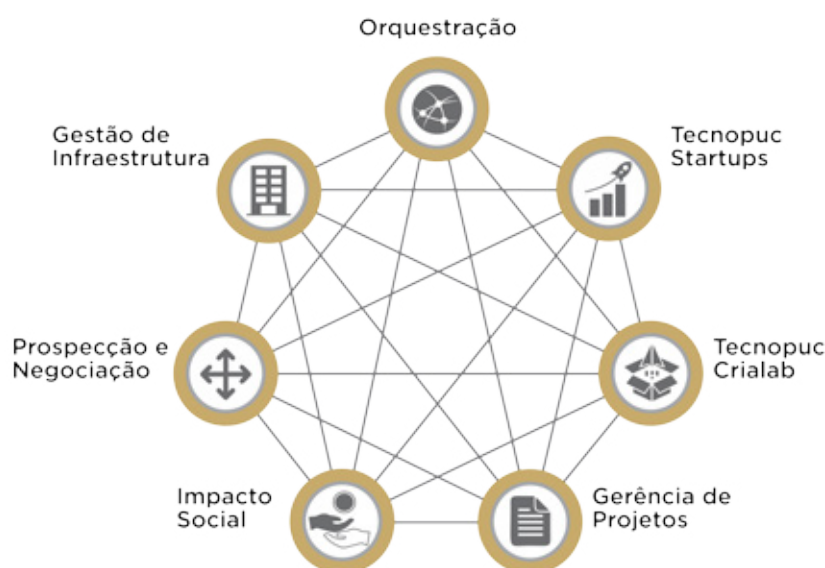 Orquestração
Gestão de
Infraestrutura
Tecnopuc
Startups
Prospecção e
Negociação
Tecnopuc
Crialab
Impacto
Social
Gerência de
Projetos